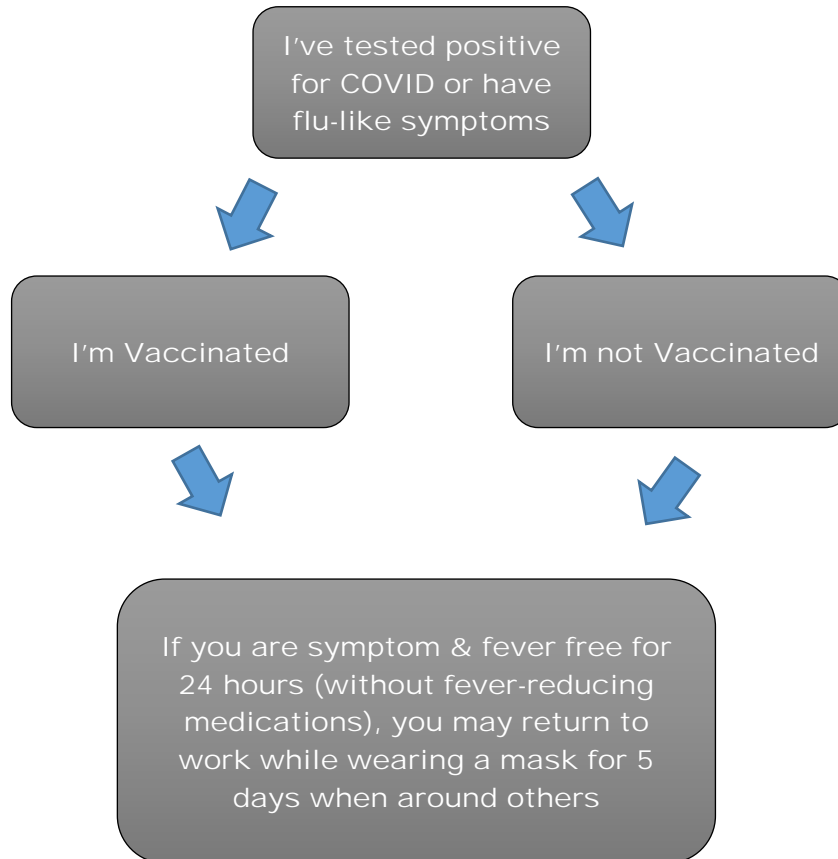 I've tested positive
for COVID or have
flu-like symptoms
I'm Vaccinated
I'm not Vaccinated
If you are symptom & fever free for
24 hours (without fever-reducing
medications), you may return to
work while wearing a mask for 5
days when around others